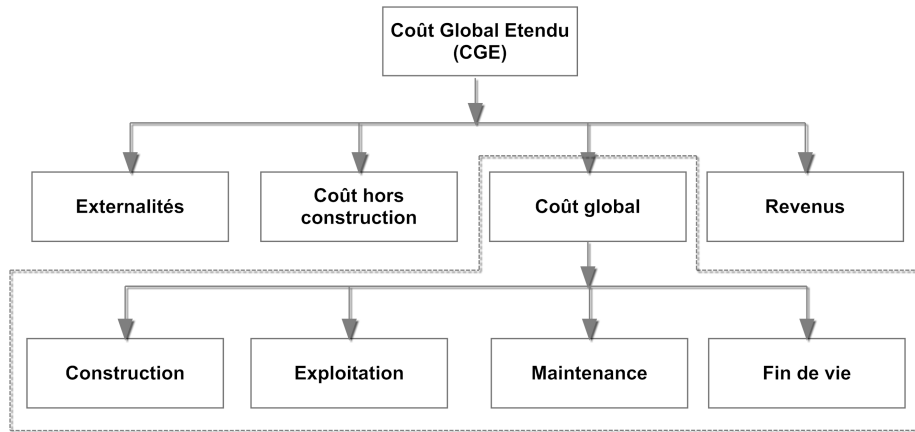 Coût Global Etendu
(CGE)
Externalités
Coût hors
construction
Coût global
Revenus
Construction
Exploitation
Maintenance
Fin de vie